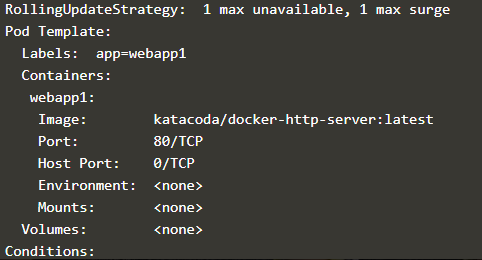 RollingUpdateStrategy:  1 max unavailable, 1 max surge
Pod Template:
  Labels:  app=webapp1
  Containers:
   webapp1:
    Image:        katacoda/docker-http-server:latest
    Port:         80/TCP
    Host Port:    0/TCP
    Environment:  <none>
    Mounts:       <none>
  Volumes:        <none>
Conditions: